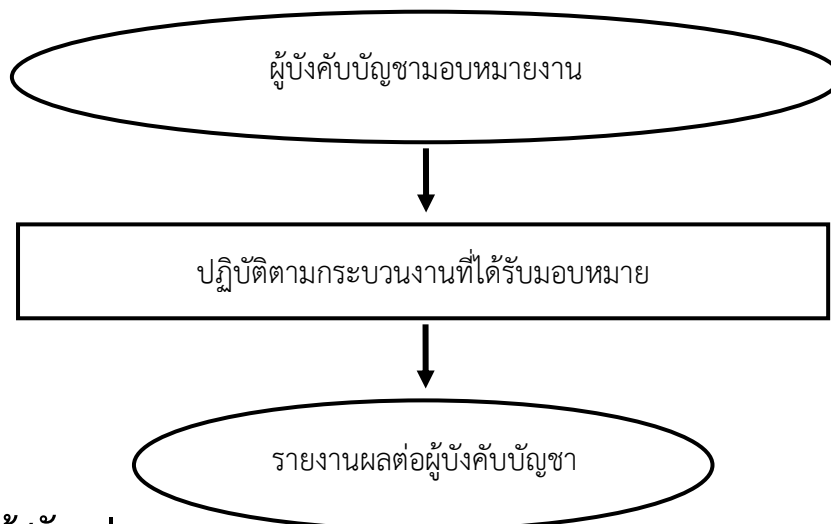 ผู้บังคับบัญชามอบหมายงาน
ปฏิบัติตามกระบวนงานที่ได้รับมอบหมาย
รายงานผลต่อผู้บังคับบัญชา